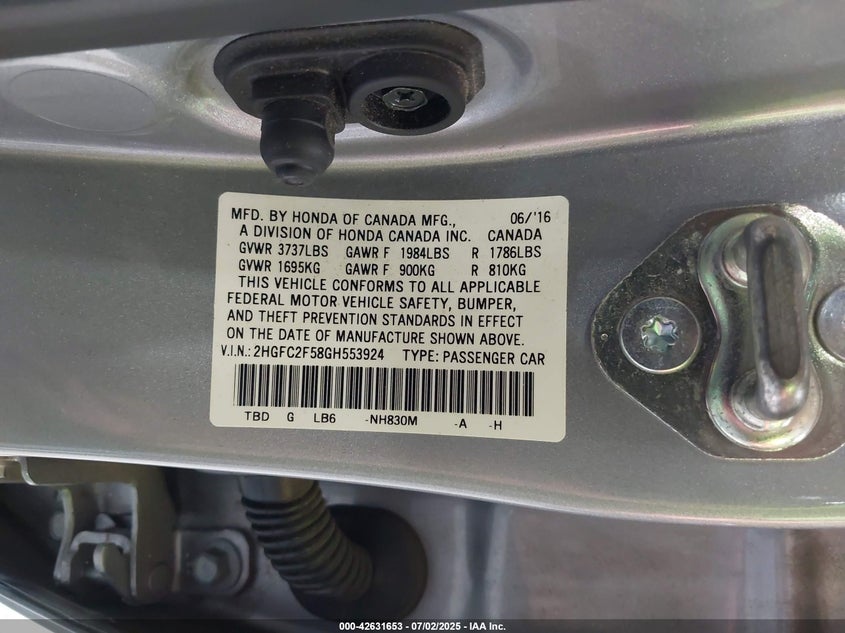 MFD. BY HONDA OF CANADA MFG., 06/'16
A DIVISION OF HONDA CANADA INC. CANADA
GVWR 3737LBS GAWR F 1984LBS R 1786LBS
GVWR 1695KG GAWR F 900KG R 810KG
THIS VEHICLE CONFORMS TO ALL APPLICABLE
FEDERAL MOTOR VEHICLE SAFETY, BUMPER,
AND THEFT PREVENTION STANDARDS IN EFFECT
ON THE DATE OF MANUFACTURE SHOWN ABOVE.
V.I.N.: 2HGFC2F58GH553924 TYPE: PASSENGER CAR
TBD G LB6 -NH830M -A -H
000-42631653 - 07/02/2025 - IAA Inc.